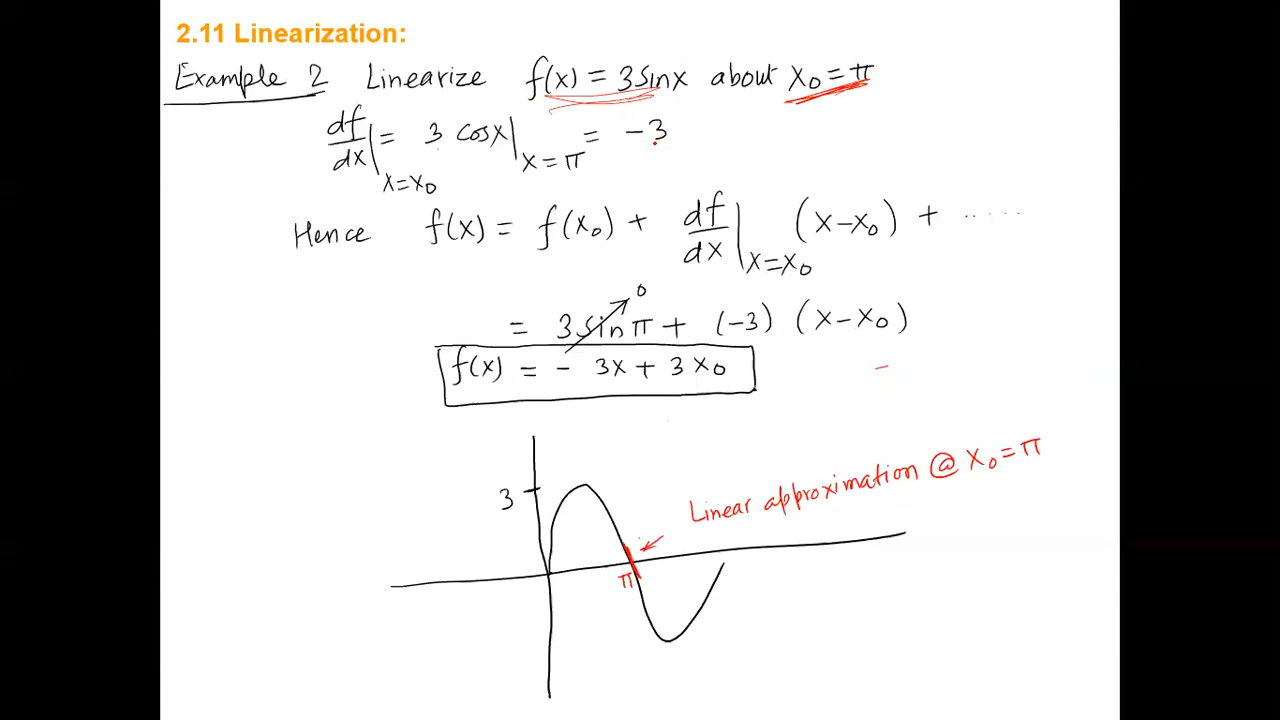 2.11 Linearization:
Example 2 Linearize f(x) = 3sinx about x₀ = π
df/dx|x=x₀ = 3 cosx|x=π = -3
Hence f(x) = f(x₀) + df/dx|x=x₀ (x-x₀) + .....
= 3sinπ + (-3) (x-x₀)
0
f(x) = - 3x + 3x₀
Linear approximation @ x₀ = π
3
π